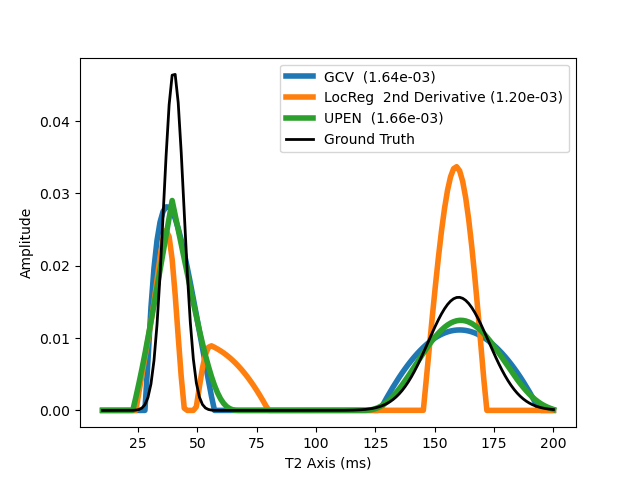 GCV (1.64e-03)
LocReg 2nd Derivative (1.20e-03)
UPEN (1.66e-03)
Ground Truth
0.04
0.03
0.02
0.01
0.00
Amplitude
25 50 75 100 125 150 175 200
T2 Axis (ms)